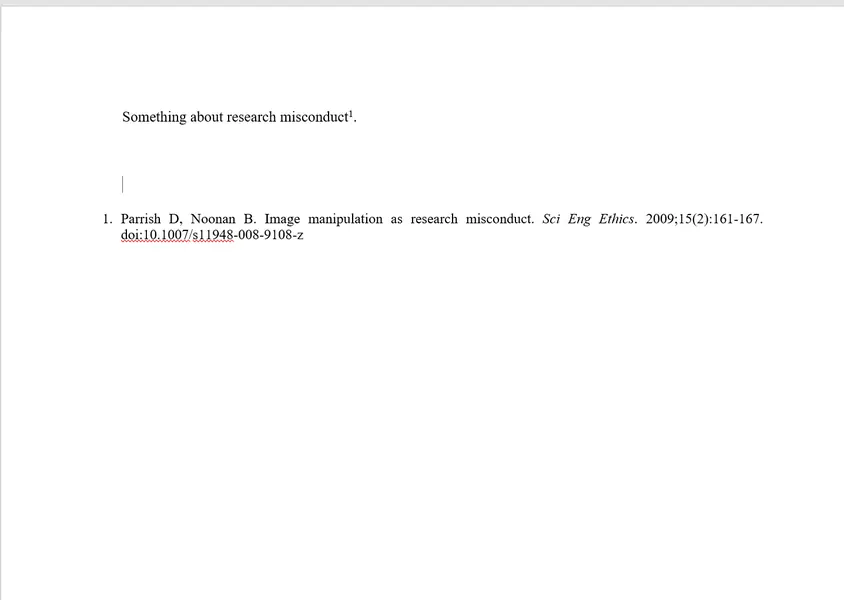 Something about research misconduct¹.
1. Parrish D, Noonan B. Image manipulation as research misconduct. Sci Eng Ethics. 2009;15(2):161-167.
doi:10.1007/s11948-008-9108-z